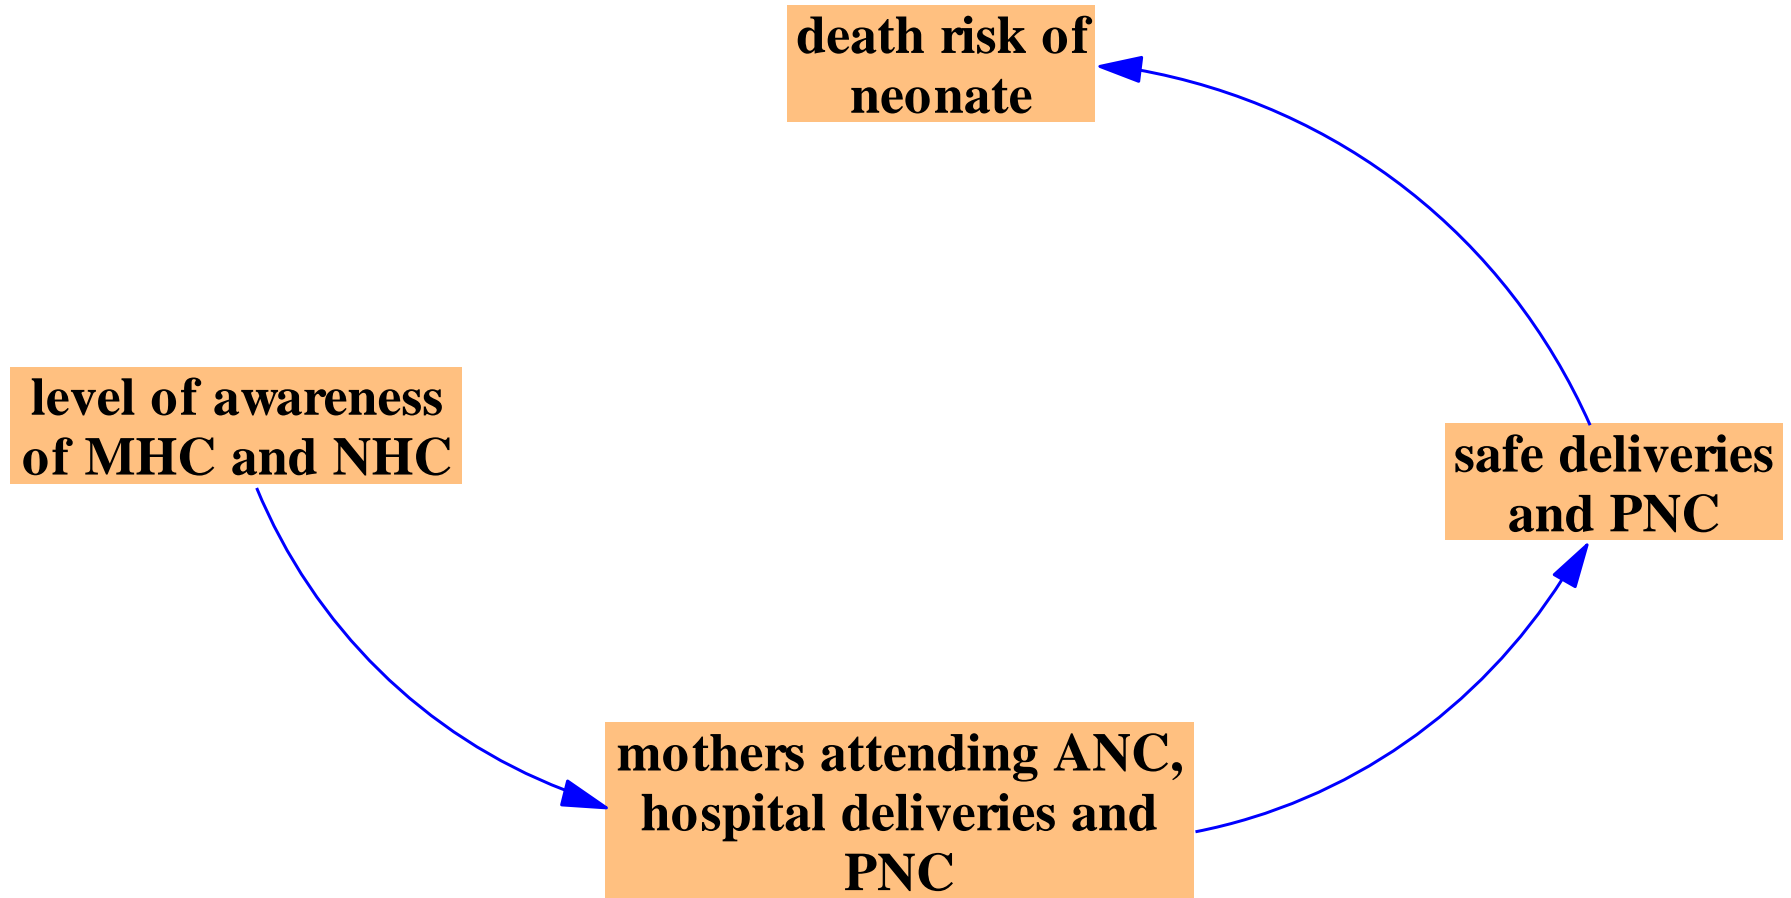 death risk of
neonate
level of awareness
of MHC and NHC
safe deliveries
and PNC
mothers attending ANC,
hospital deliveries and
PNC